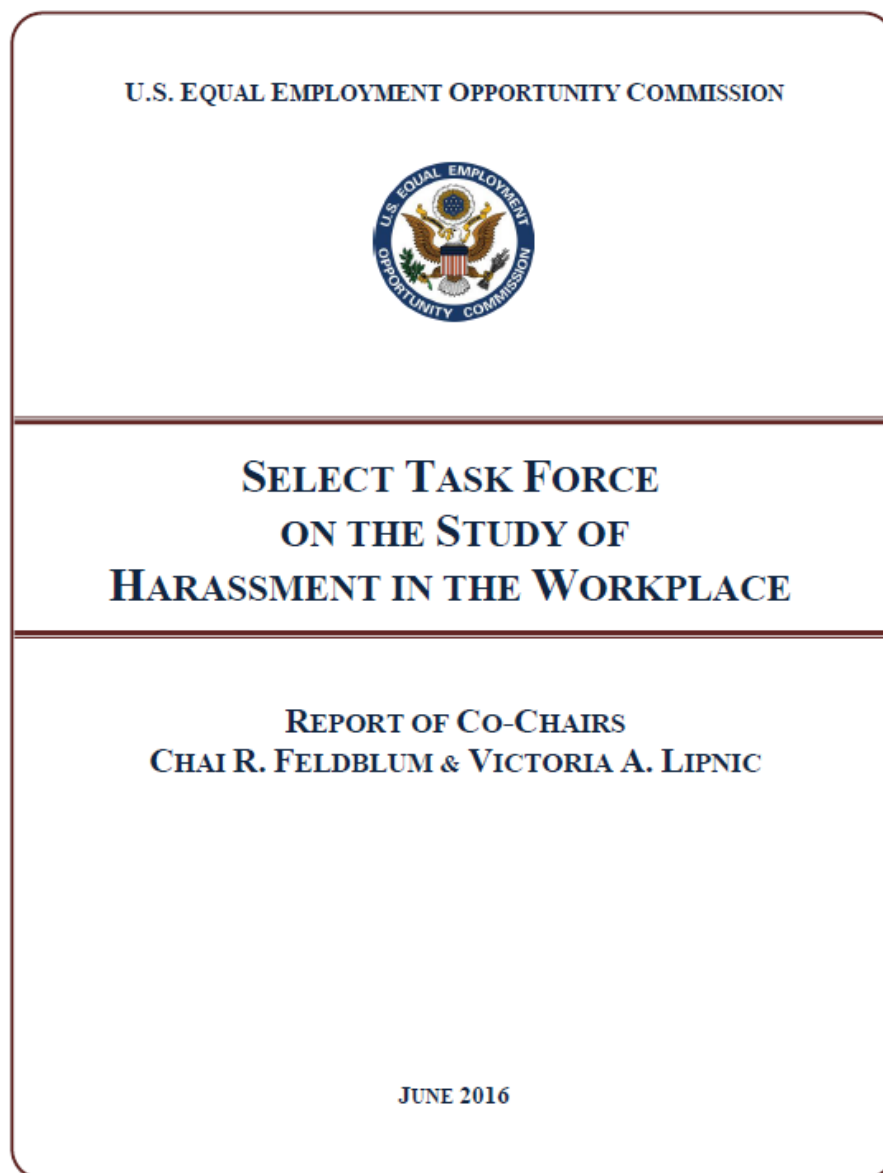 U.S. EQUAL EMPLOYMENT OPPORTUNITY COMMISSION
U.S. EQUAL EMPLOYMENT
OPPORTUNITY COMMISSION
SELECT TASK FORCE
ON THE STUDY OF
HARASSMENT IN THE WORKPLACE
REPORT OF CO-CHAIRS
CHAI R. FELDBLUM & VICTORIA A. LIPNIC
JUNE 2016